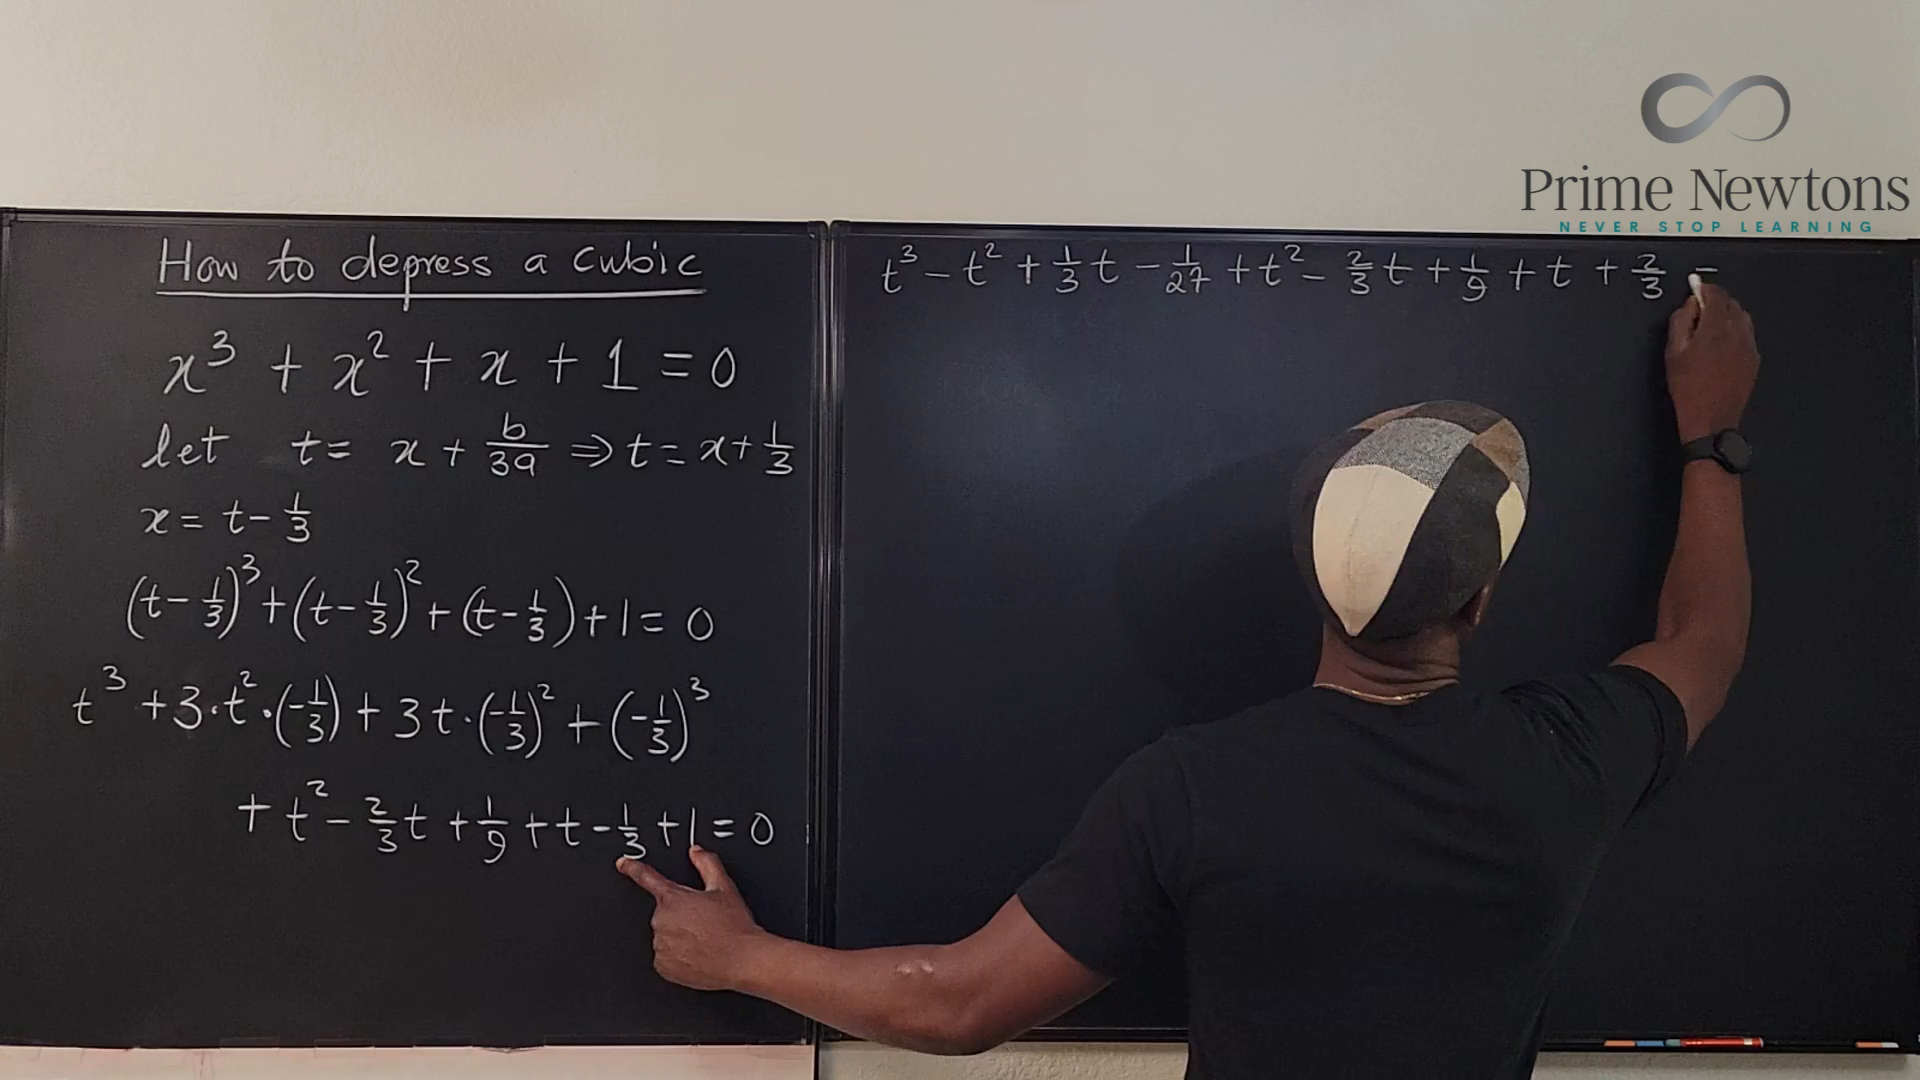 Prime Newtons
NEVER STOP LEARNING
How to depress a cubic
x³ + x² + x + 1 = 0
let t = x + b/3a ⇒ t = x + 1/3
x = t - 1/3
(t - 1/3)³ + (t - 1/3)² + (t - 1/3) + 1 = 0
t³ + 3·t²·(-1/3) + 3t·(-1/3)² + (-1/3)³
+ t² - 2/3 t + 1/9 + t - 1/3 + 1 = 0
t³ - t² + 1/3 t - 1/27 + t² - 2/3 t + 1/9 + t + 2/3 =